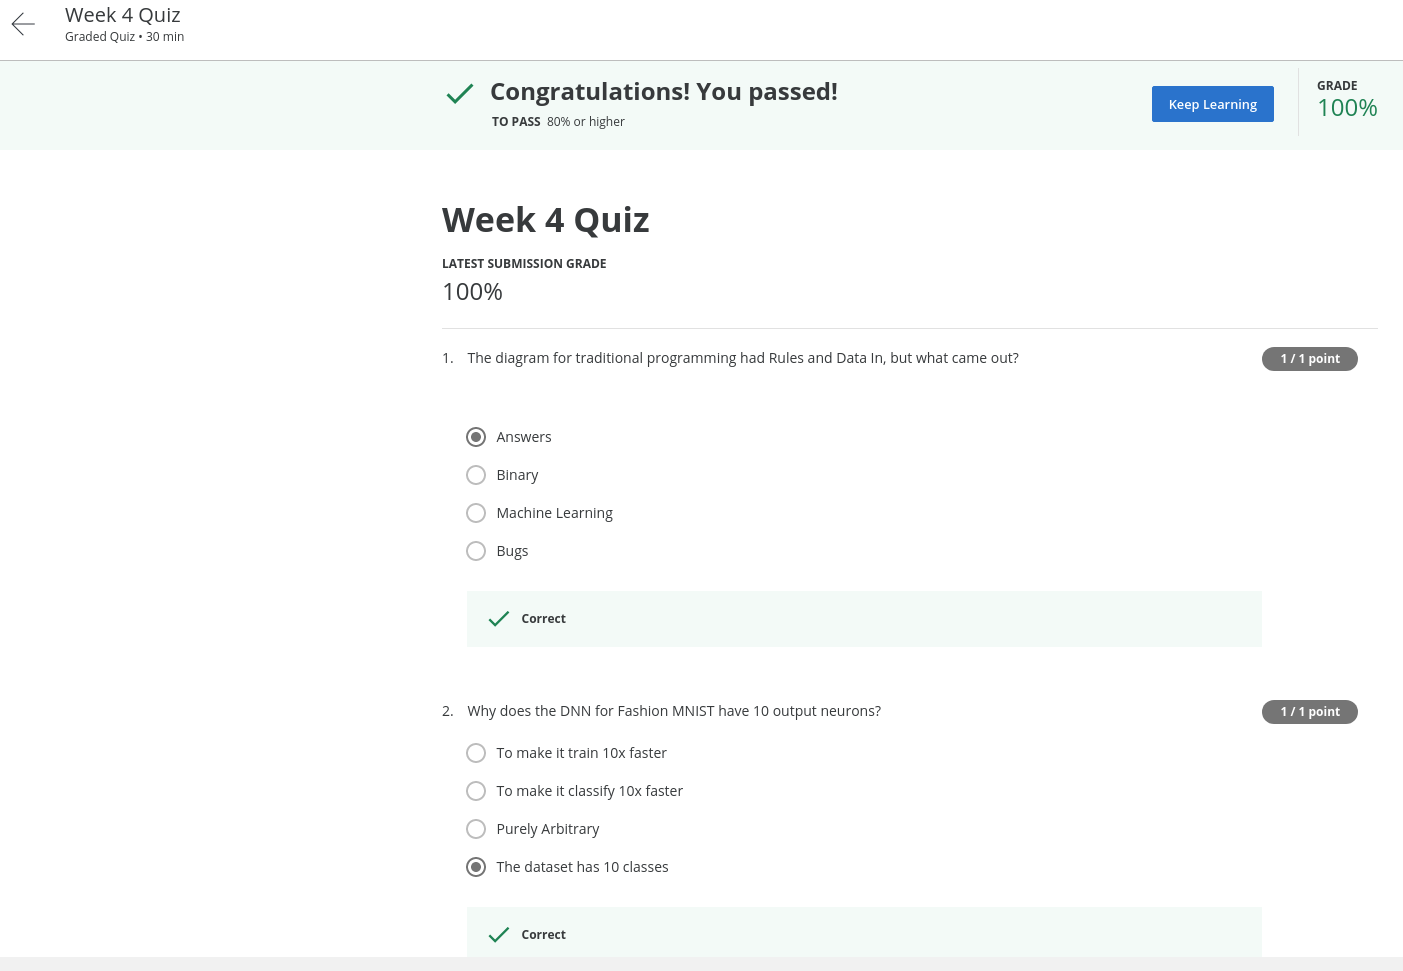 Week 4 Quiz
Graded Quiz • 30 min
Congratulations! You passed!
TO PASS 80% or higher
Keep Learning
GRADE
100%
Week 4 Quiz
LATEST SUBMISSION GRADE
100%
1. The diagram for traditional programming had Rules and Data In, but what came out?
1 / 1 point
Answers
Binary
Machine Learning
Bugs
Correct
2. Why does the DNN for Fashion MNIST have 10 output neurons?
1 / 1 point
To make it train 10x faster
To make it classify 10x faster
Purely Arbitrary
The dataset has 10 classes
Correct